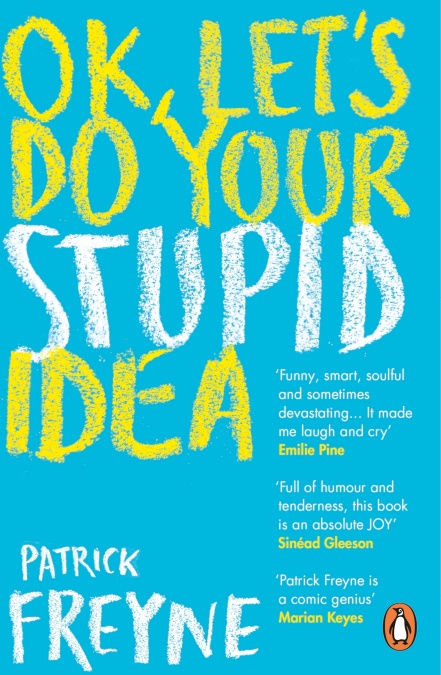 OK, LET'S
DO YOUR
STUPID
IDEA
'Funny, smart, soulful
and sometimes
devastating... It made
me laugh and cry'
Emilie Pine
'Full of humour and
tenderness, this book
is an absolute JOY'
Sinéad Gleeson
'Patrick Freyne is
a comic genius'
Marian Keyes
PATRICK
FREYNE